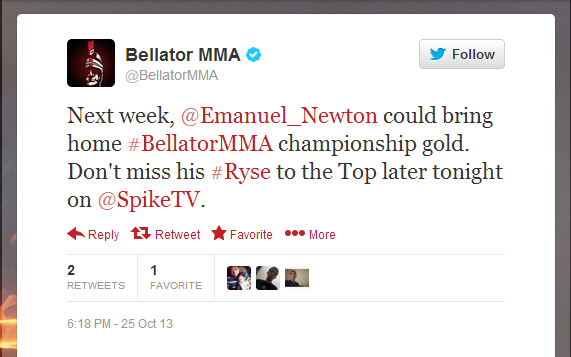 Bellator MMA
@BellatorMMA
Follow
Next week, @Emanuel_Newton could bring
home #BellatorMMA championship gold.
Don't miss his #Ryse to the Top later tonight
on @SpikeTV.
Reply Retweet Favorite More
2 1
RETWEETS FAVORITE
6:18 PM - 25 Oct 13